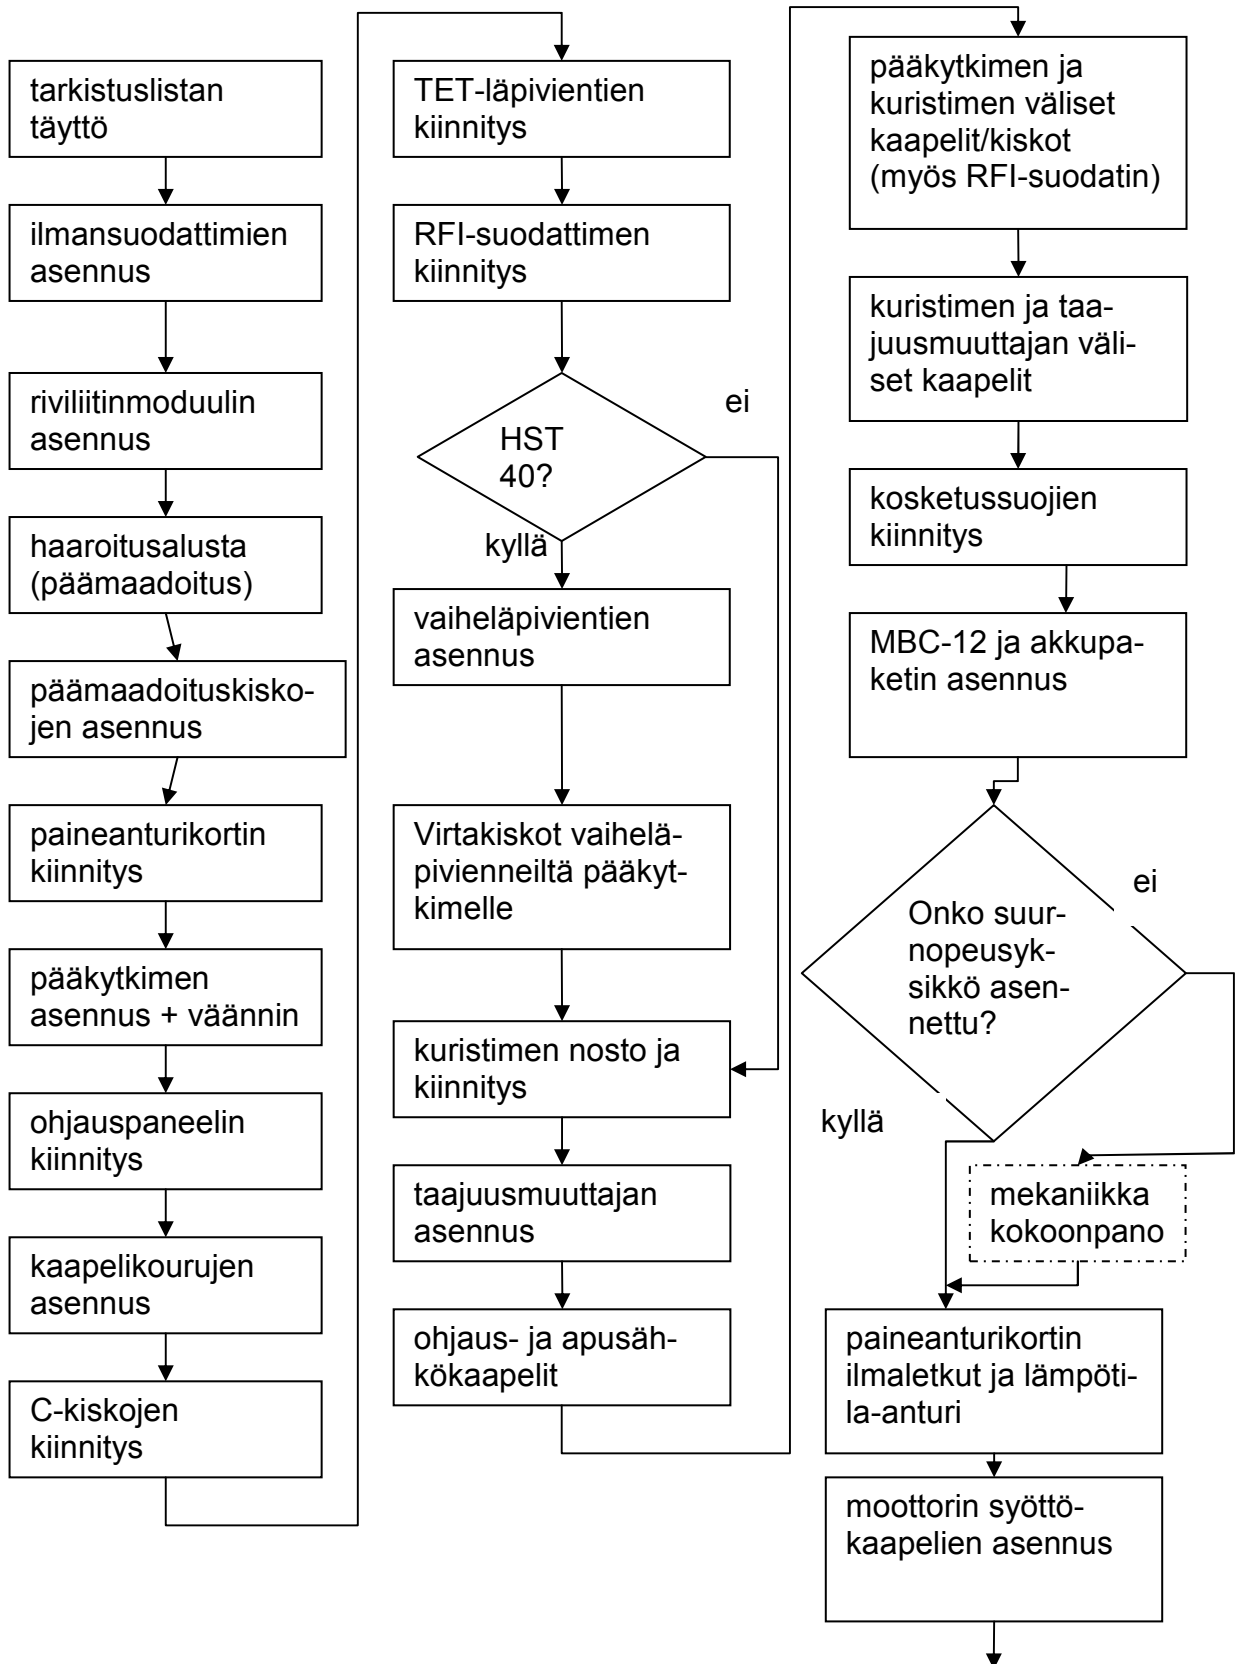 tarkistuslistan
täyttö
ilmansuodattimien
asennus
riviliitinmoduulin
asennus
haaroitusalusta
(päämaadoitus)
päämaadoituskisko-
jen asennus
paineanturikortin
kiinnitys
pääkytkimen
asennus + väännin
ohjauspaneelin
kiinnitys
kaapelikourujen
asennus
C-kiskojen
kiinnitys
TET-läpivientien
kiinnitys
RFI-suodattimen
kiinnitys
HST
40?
ei
kyllä
vaiheläpivientien
asennus
Virtakiskot vaihelä-
pivienneiltä pääkyt-
kimelle
kuristimen nosto ja
kiinnitys
taajuusmuuttajan
asennus
ohjaus- ja apusäh-
kökaapelit
pääkytkimen ja
kuristimen väliset
kaapelit/kiskot
(myös RFI-suodatin)
kuristimen ja taa-
juusmuuttajan väli-
set kaapelit
kosketussuojien
kiinnitys
MBC-12 ja akkupa-
ketin asennus
Onko suur-
nopeusyk-
sikkö asen-
nettu?
ei
kyllä
mekaniikka
kokoonpano
paineanturikortin
ilmaletkut ja lämpöti-
la-anturi
moottorin syöttö-
kaapelien asennus